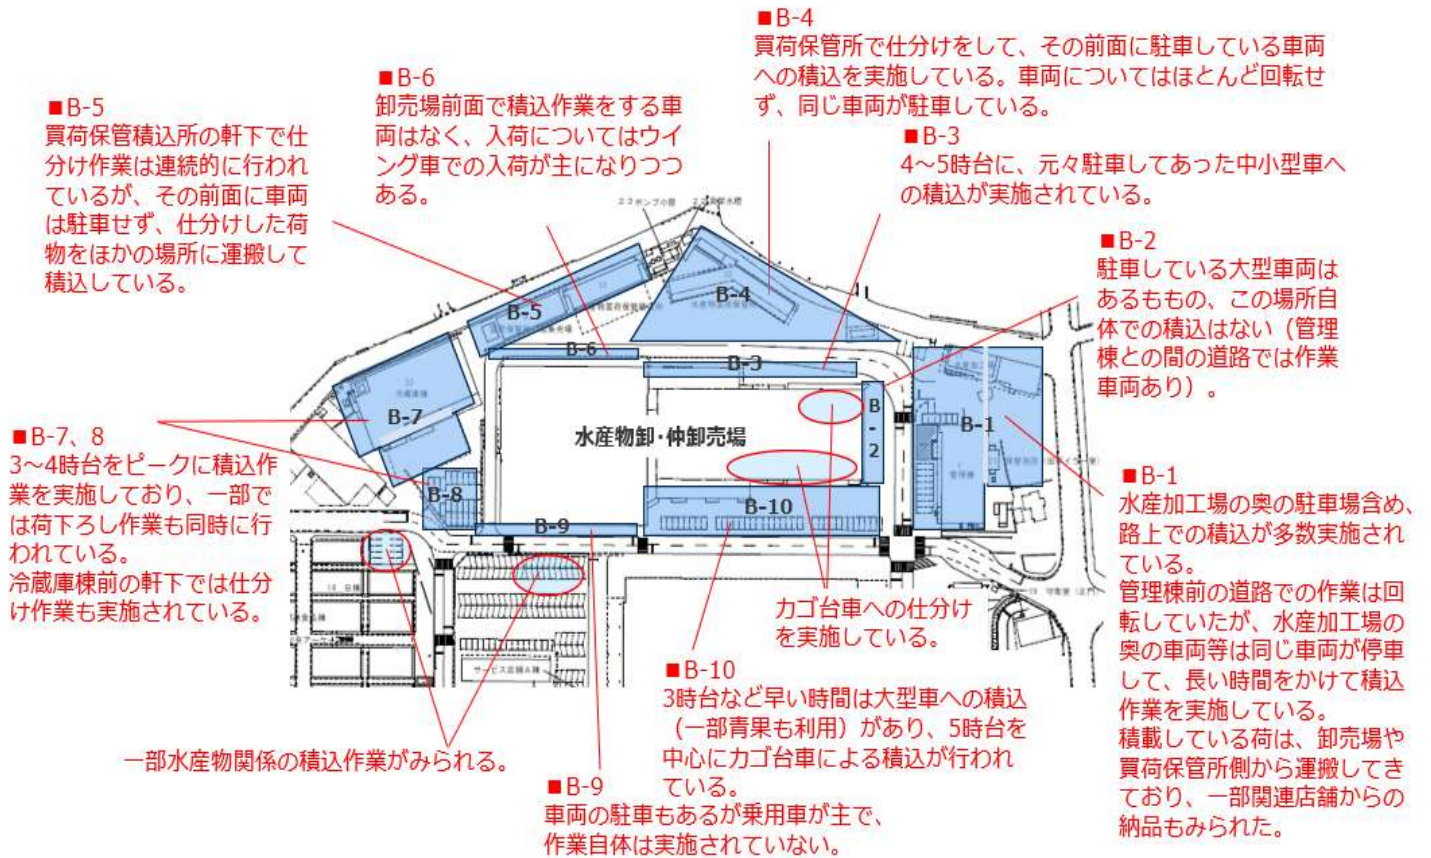 ■B-4
買荷保管所で仕分けをして、その前面に駐車している車両
への積込を実施している。車両についてはほとんど回転せ
ず、同じ車両が駐車している。
■B-6
卸売場前面で積込作業をする車
両はなく、入荷についてはウイ
ング車での入荷が主になりつつ
ある。
■B-5
買荷保管積込所の軒下で仕
分け作業は連続的に行われ
ているが、その前面に車両
は駐車せず、仕分けした荷
物をほかの場所に運搬して
積込している。
■B-3
4～5時台に、元々駐車してあった中小型車へ
の積込が実施されている。
■B-2
駐車している大型車両は
あるももの、この場所自
体での積込はない（管理
棟との間の道路では作業
車両あり）。
B-4
B-5
B-6
B-3
B-7
B-2
B-1
水産物卸・仲卸売場
B-8
B-9
B-10
管理棟
■B-7、8
3～4時台をピークに積込作
業を実施しており、一部で
は荷下ろし作業も同時に行
われている。
冷蔵庫棟前の軒下では仕分
け作業も実施されている。
■B-1
水産加工場の奥の駐車場含め、
路上での積込が多数実施され
ている。
管理棟前の道路での作業は回
転していたが、水産加工場の
奥の車両等は同じ車両が停車
して、長い時間をかけて積込
作業を実施している。
積載している荷は、卸売場や
買荷保管所側から運搬してき
ており、一部関連店舗からの
納品もみられた。
カゴ台車への仕分け
を実施している。
サービス店舗A棟
■B-10
3時台など早い時間は大型車への積込
（一部青果も利用）があり、5時台を
中心にカゴ台車による積込が行われ
ている。
一部水産物関係の積込作業がみられる。
■B-9
車両の駐車もあるが乗用車が主で、
作業自体は実施されていない。